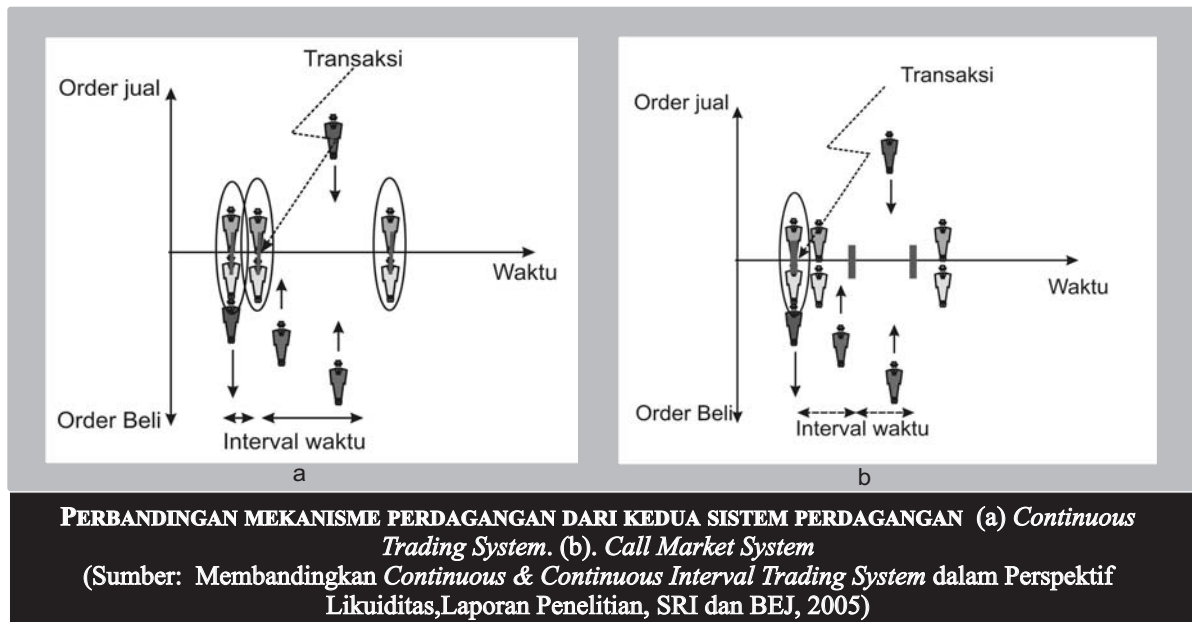 Transaksi
Order jual
Waktu
Order Beli
Interval waktu
a
Transaksi
Order jual
Waktu
Order Beli
Interval waktu
b
PERBANDINGAN MEKANISME PERDAGANGAN DARI KEDUA SISTEM PERDAGANGAN (a) Continuous
Trading System. (b). Call Market System
(Sumber: Membandingkan Continuous & Continuous Interval Trading System dalam Perspektif
Likuiditas,Laporan Penelitian, SRI dan BEJ, 2005)